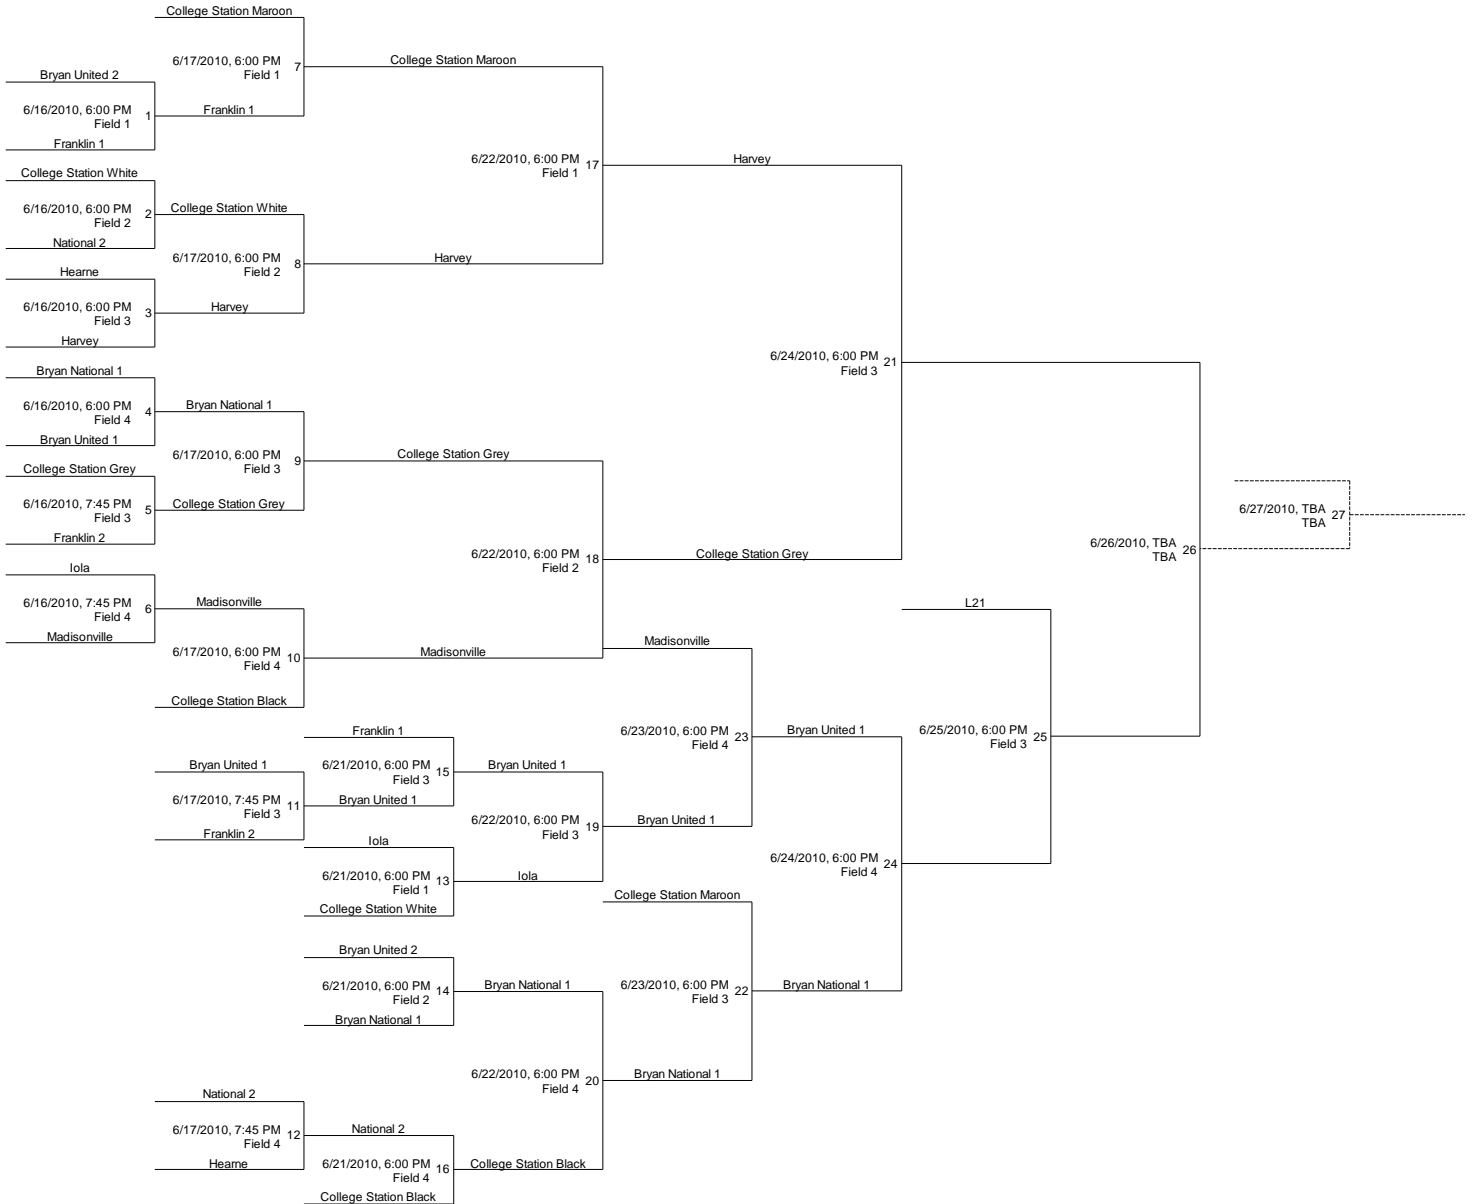 College Station Maroon
6/17/2010, 6:00 PM
Field 1
7
College Station Maroon
Bryan United 2
6/16/2010, 6:00 PM
Field 1
1
Franklin 1
Franklin 1
College Station White
6/22/2010, 6:00 PM
Field 1
17
Harvey
6/16/2010, 6:00 PM
Field 2
2
College Station White
National 2
6/17/2010, 6:00 PM
Field 2
8
Harvey
Hearne
6/16/2010, 6:00 PM
Field 3
3
Harvey
Harvey
6/24/2010, 6:00 PM
Field 3
21
Bryan National 1
6/16/2010, 6:00 PM
Field 4
4
Bryan National 1
Bryan United 1
6/17/2010, 6:00 PM
Field 3
9
College Station Grey
College Station Grey
6/16/2010, 7:45 PM
Field 3
5
College Station Grey
Franklin 2
6/27/2010, TBA
TBA
27
6/26/2010, TBA
TBA
26
6/22/2010, 6:00 PM
Field 2
18
College Station Grey
Iola
6/16/2010, 7:45 PM
Field 4
6
Madisonville
Madisonville
L21
6/17/2010, 6:00 PM
Field 4
10
Madisonville
Madisonville
College Station Black
6/23/2010, 6:00 PM
Field 4
23
Bryan United 1
6/25/2010, 6:00 PM
Field 3
25
Franklin 1
6/21/2010, 6:00 PM
Field 3
15
Bryan United 1
Bryan United 1
6/17/2010, 7:45 PM
Field 3
11
Bryan United 1
Franklin 2
6/22/2010, 6:00 PM
Field 3
19
Bryan United 1
Iola
6/21/2010, 6:00 PM
Field 1
13
Iola
College Station White
6/24/2010, 6:00 PM
Field 4
24
College Station Maroon
Bryan United 2
6/21/2010, 6:00 PM
Field 2
14
Bryan National 1
Bryan National 1
6/23/2010, 6:00 PM
Field 3
22
Bryan National 1
6/22/2010, 6:00 PM
Field 4
20
Bryan National 1
National 2
6/17/2010, 7:45 PM
Field 4
12
National 2
Hearne
6/21/2010, 6:00 PM
Field 4
16
College Station Black
College Station Black